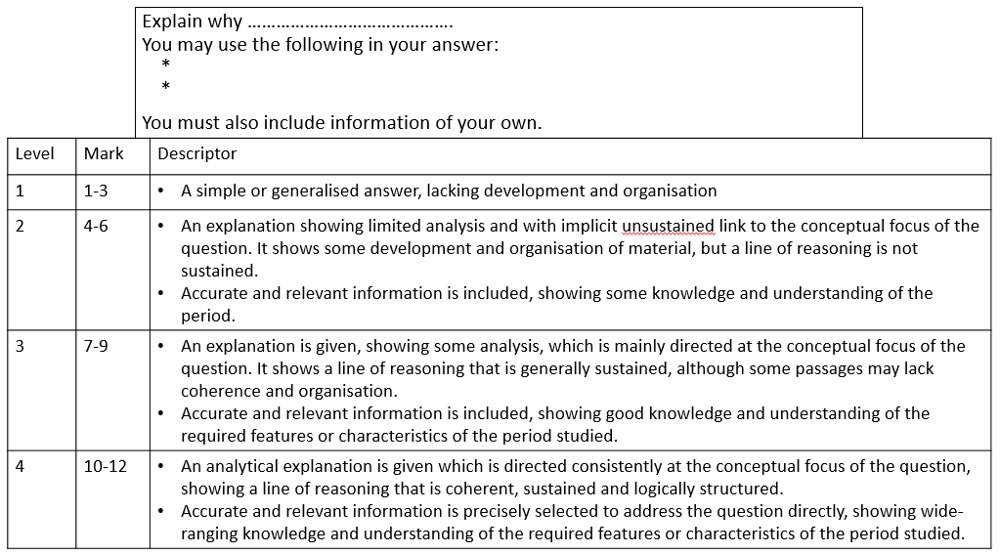 Explain why …………………………………….
You may use the following in your answer:
*
*
You must also include information of your own.
Level Mark Descriptor
1 1-3 • A simple or generalised answer, lacking development and organisation
2 4-6 • An explanation showing limited analysis and with implicit unsustained link to the conceptual focus of the
question. It shows some development and organisation of material, but a line of reasoning is not
sustained.
• Accurate and relevant information is included, showing some knowledge and understanding of the
period.
3 7-9 • An explanation is given, showing some analysis, which is mainly directed at the conceptual focus of the
question. It shows a line of reasoning that is generally sustained, although some passages may lack
coherence and organisation.
• Accurate and relevant information is included, showing good knowledge and understanding of the
required features or characteristics of the period studied.
4 10-12 • An analytical explanation is given which is directed consistently at the conceptual focus of the question,
showing a line of reasoning that is coherent, sustained and logically structured.
• Accurate and relevant information is precisely selected to address the question directly, showing wide-
ranging knowledge and understanding of the required features or characteristics of the period studied.